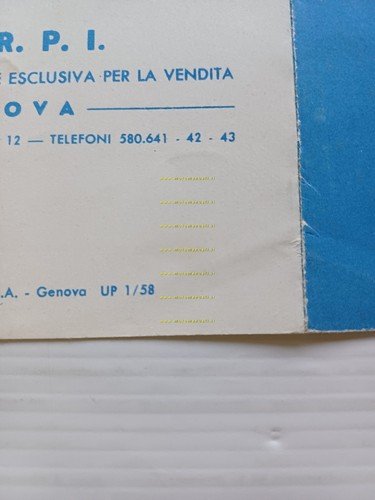 R. P. I.
E ESCLUSIVA PER LA VENDITA
OVA
12 — TELEFONI 580.641 - 42 - 43
.A. - Genova UP 1/58